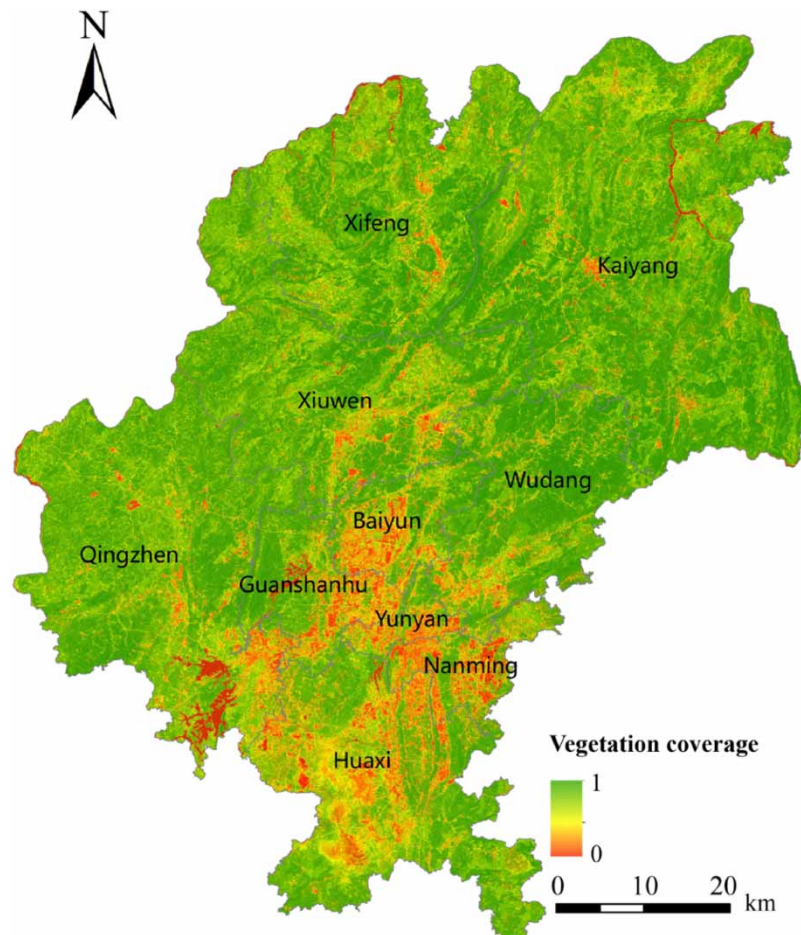 N
Xifeng
Kaiyang
Xiuwen
Wudang
Baiyun
Qingzhen
Guanshanhu
Yunyan
Nanming
Huaxi
Vegetation coverage
1
0
0 10 20
km